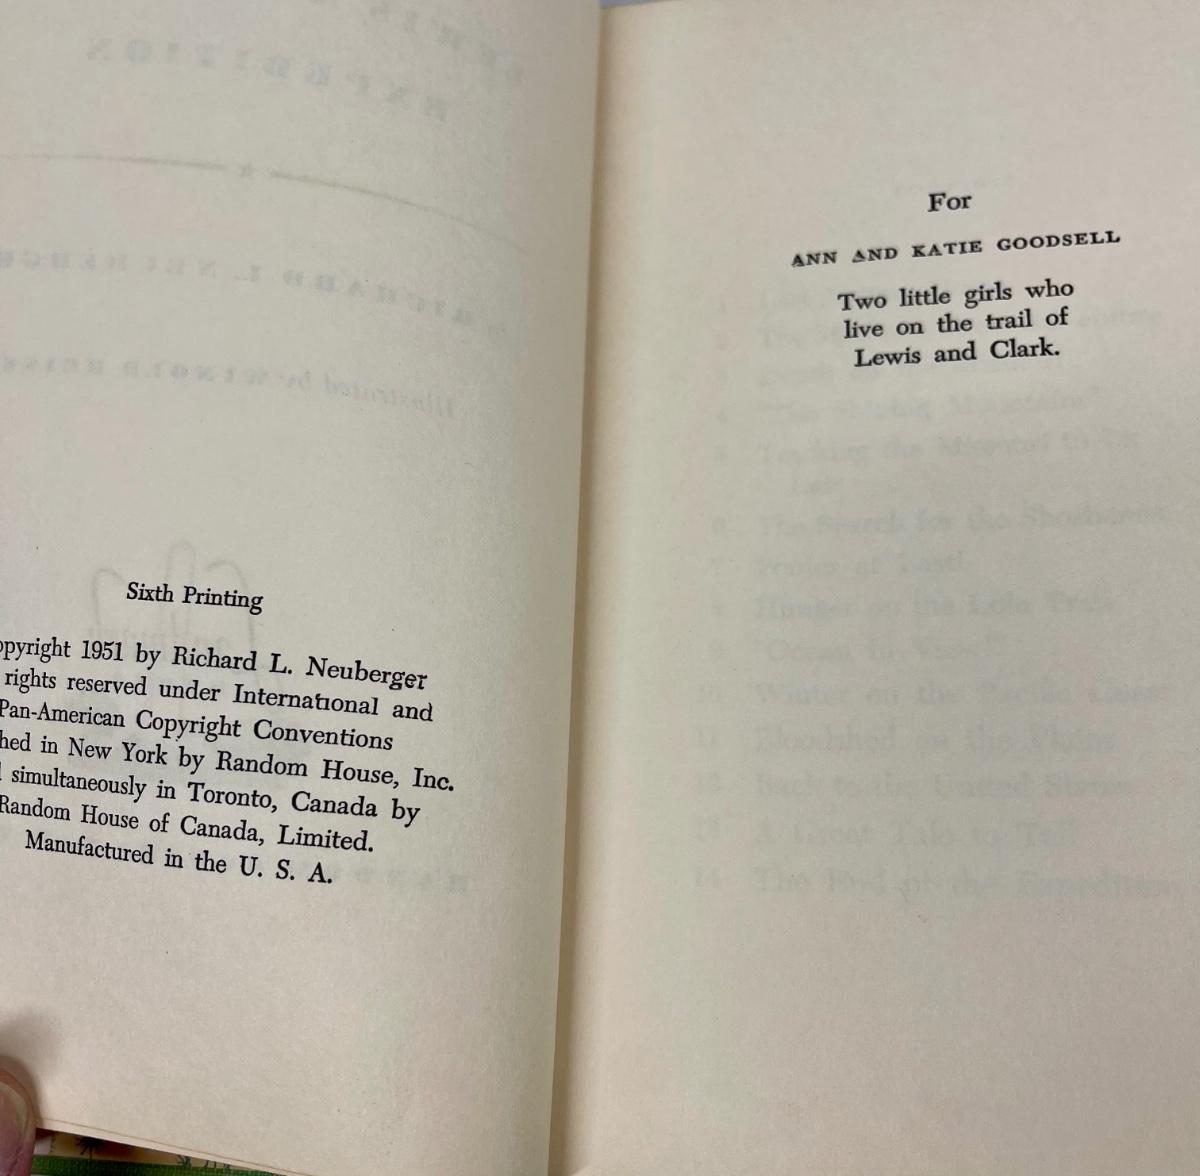 Sixth Printing
opyright 1951 by Richard L. Neuberger
rights reserved under International and
Pan-American Copyright Conventions
hed in New York by Random House, Inc.
simultaneously in Toronto, Canada by
Random House of Canada, Limited.
Manufactured in the U. S. A.
For
ANN AND KATIE GOODSELL
Two little girls who
live on the trail of
Lewis and Clark.